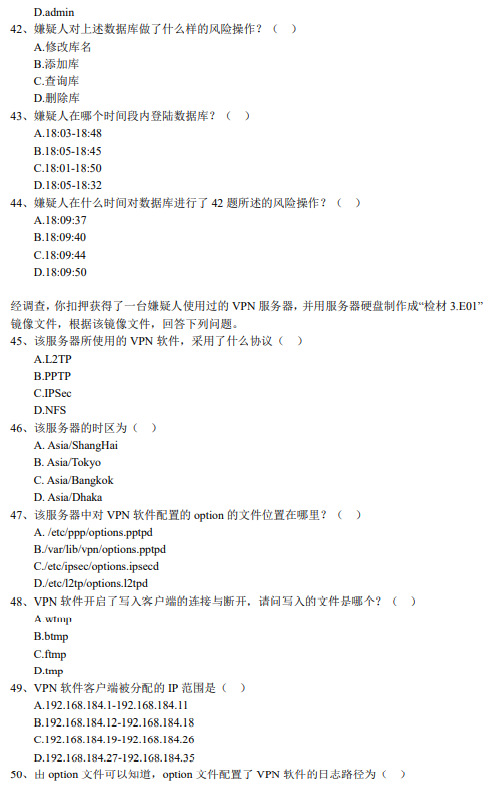 D.admin
42、嫌疑人对上述数据库做了什么样的风险操作？（ ）
A.修改库名
B.添加库
C.查询库
D.删除库
43、嫌疑人在哪个时间段内登陆数据库？（ ）
A.18:03-18:48
B.18:05-18:45
C.18:01-18:50
D.18:05-18:32
44、嫌疑人在什么时间对数据库进行了 42 题所述的风险操作？（ ）
A.18:09:37
B.18:09:40
C.18:09:44
D.18:09:50
经调查，你扣押获得了一台嫌疑人使用过的 VPN 服务器，并用服务器硬盘制作成“检材 3.E01”
镜像文件，根据该镜像文件，回答下列问题。
45、该服务器所使用的 VPN 软件，采用了什么协议（ ）
A.L2TP
B.PPTP
C.IPSec
D.NFS
46、该服务器的时区为（ ）
A. Asia/ShangHai
B. Asia/Tokyo
C. Asia/Bangkok
D. Asia/Dhaka
47、该服务器中对 VPN 软件配置的 option 的文件位置在哪里？（ ）
A. /etc/ppp/options.pptpd
B./var/lib/vpn/options.pptpd
C./etc/ipsec/options.ipsecd
D./etc/l2tp/options.l2tpd
48、VPN 软件开启了写入客户端的连接与断开，请问写入的文件是哪个？（ ）
A.wtmp
B.btmp
C.ftmp
D.tmp
49、VPN 软件客户端被分配的 IP 范围是（ ）
A.192.168.184.1-192.168.184.11
B.192.168.184.12-192.168.184.18
C.192.168.184.19-192.168.184.26
D.192.168.184.27-192.168.184.35
50、由 option 文件可以知道，option 文件配置了 VPN 软件的日志路径为（ ）